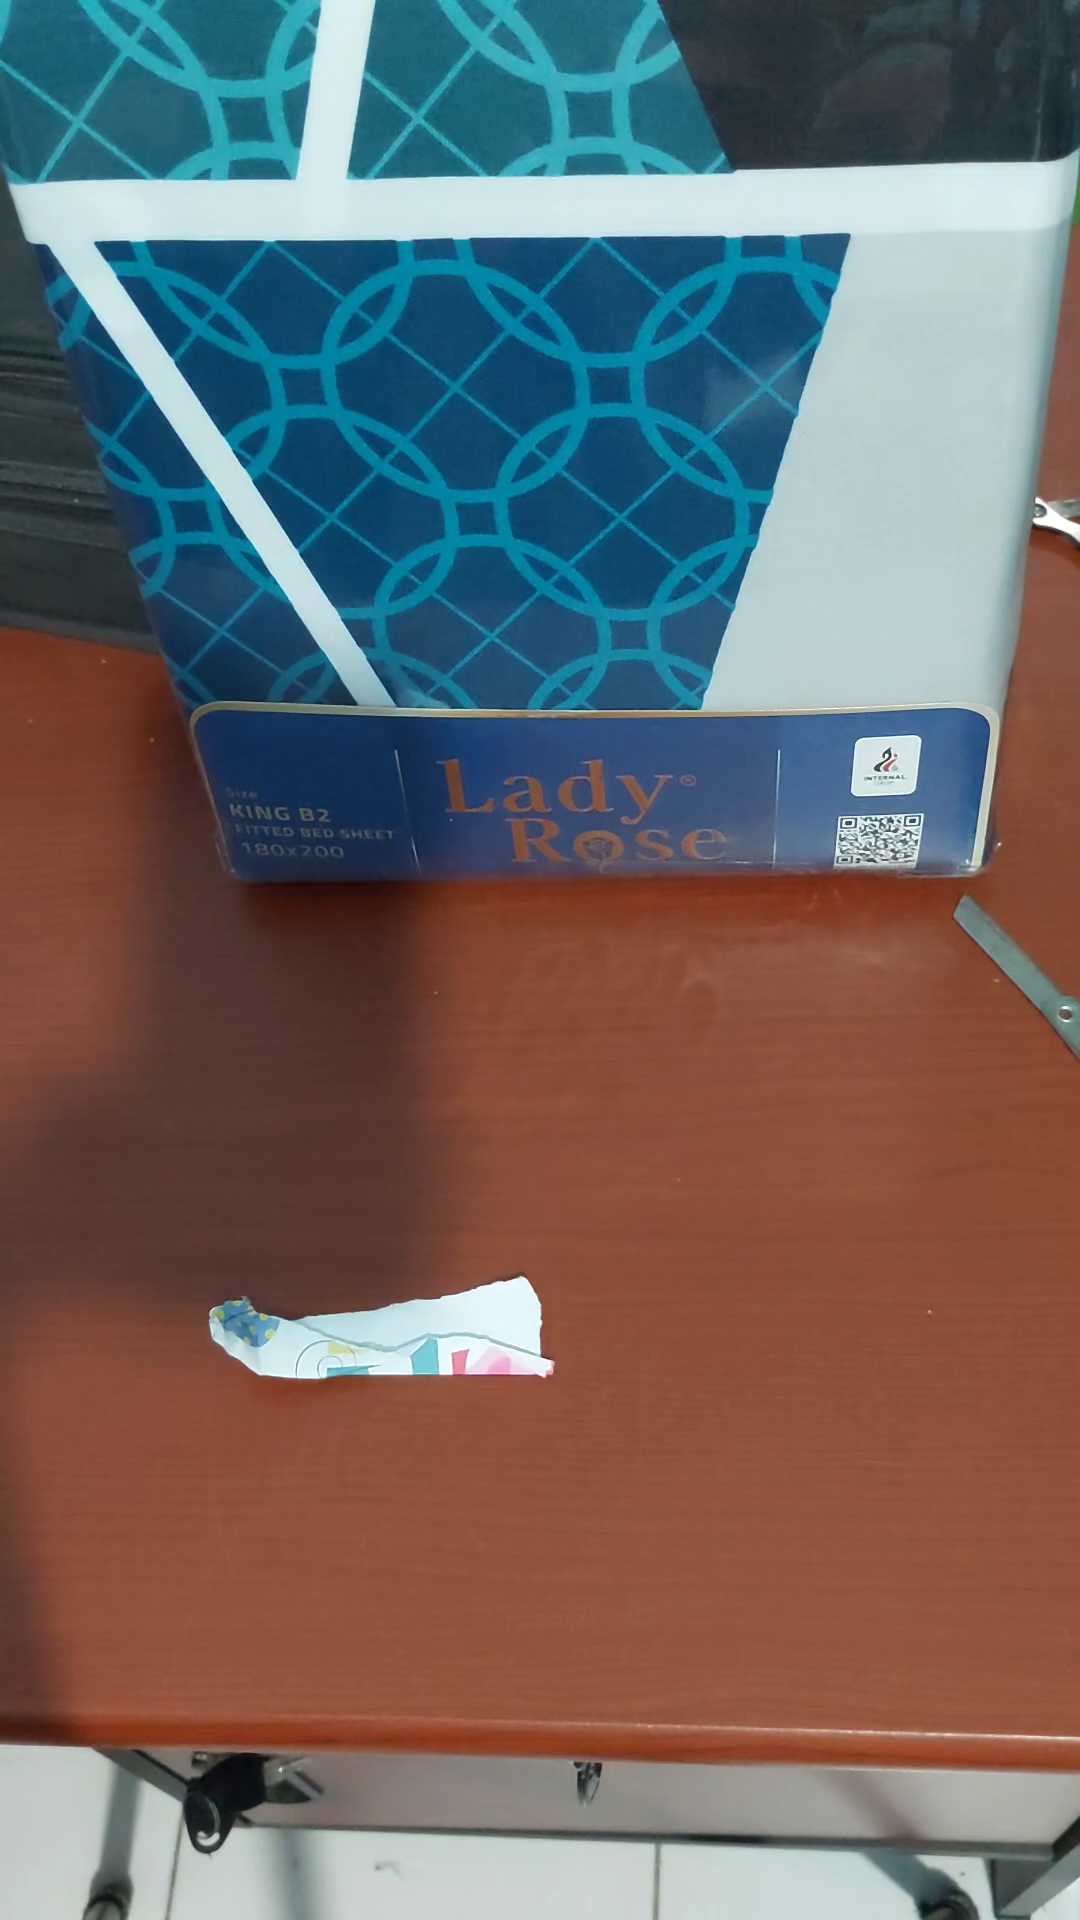 Size
KING B2
FITTED BED SHEET
180x200
Lady®
Rose
INTERNAL